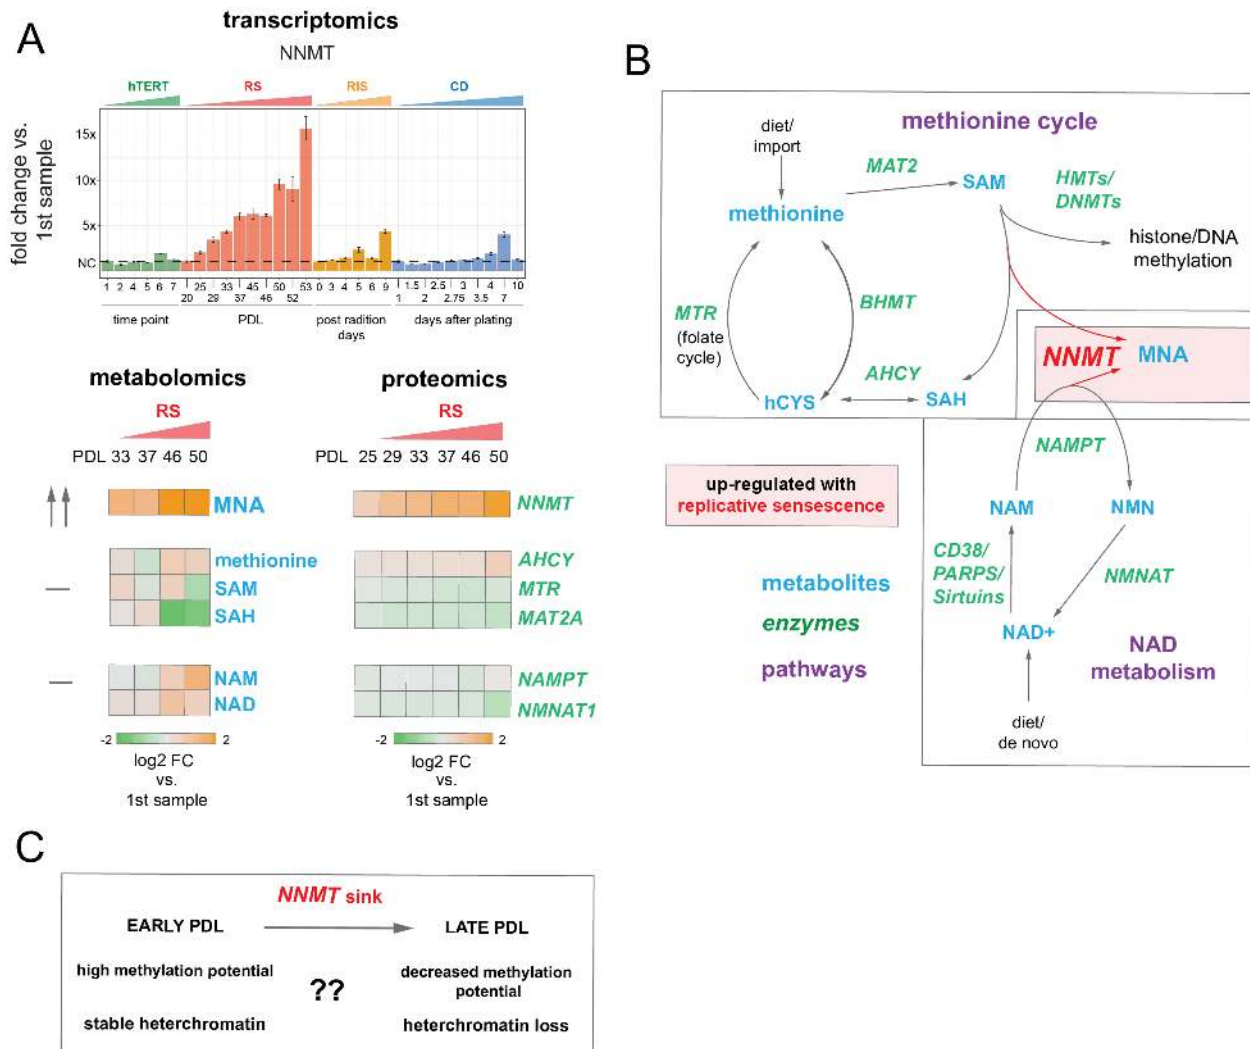 A
transcriptomics
NNMT
hTERT RS RIS CD
fold change vs.
1st sample
15x
10x
5x
NC
1 2 4 5 6 7 20 25 29 33 37 45 46 50 52 53 0 3 4 5 6 9 1 1.5 2 2.5 2.75 3 3.5 4 7 10
time point PDL post radition days days after plating
metabolomics
RS
PDL 33 37 46 50
MNA
methionine
SAM
SAH
NAM
NAD
-2 2
log2 FC
vs.
1st sample
proteomics
RS
PDL 25 29 33 37 46 50
NNMT
AHCY
MTR
MAT2A
NAMPT
NMNAT1
-2 2
log2 FC
vs.
1st sample
B
methionine cycle
diet/
import
MAT2
SAM
HMTs/
DNMTs
methionine
histone/DNA
methylation
MTR
(folate
cycle)
BHMT
NNMT MNA
AHCY
hCYS
SAH
NAMPT
up-regulated with
replicative sensescence
NAM
NMN
CD38/
PARPS/
Sirtuins
NMNAT
metabolites
enzymes
pathways
NAD+
NAD
metabolism
diet/
de novo
C
NNMT sink
EARLY PDL
LATE PDL
high methylation potential
??
decreased methylation
potential
stable heterchromatin
heterchromatin loss